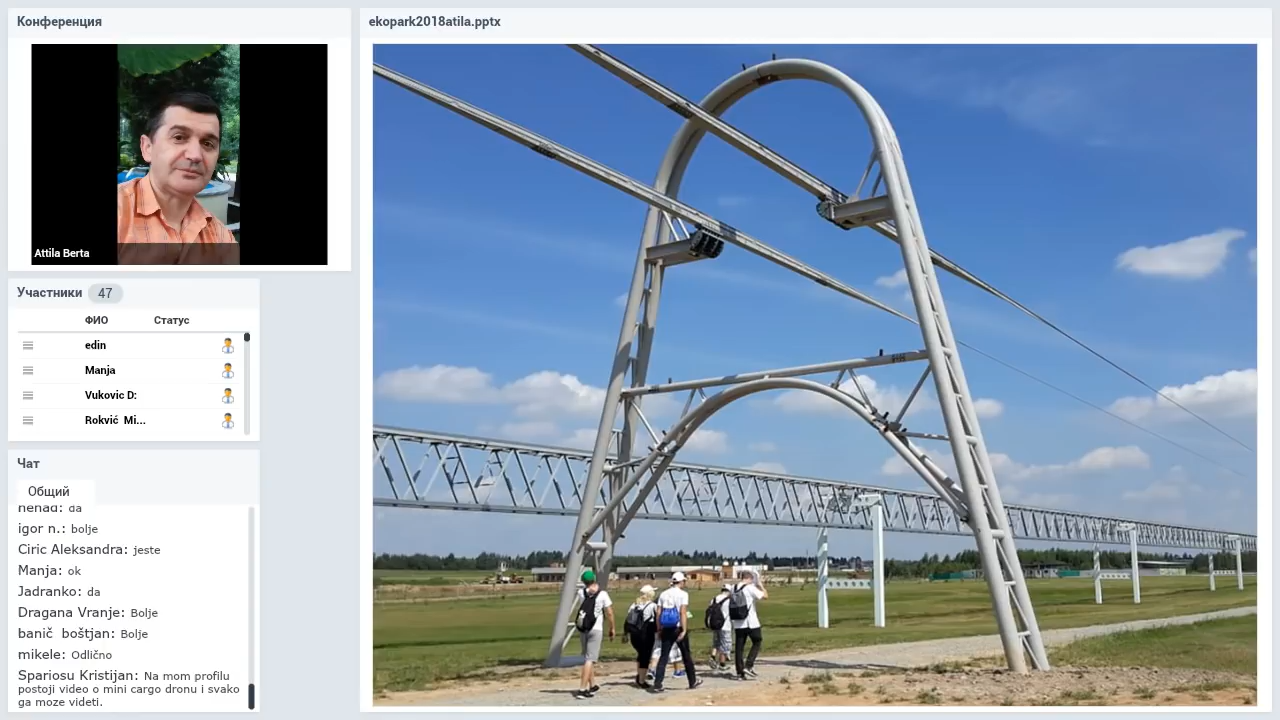 Конференция
Attila Berta
Участники 47
ФИО Статус
edin
Manja
Vukovic D:
Rokvić Mi...
Чат
Общий
nenad: da
igor n.: bolje
Ciric Aleksandra: jeste
Manja: ok
Jadranko: da
Dragana Vranje: Bolje
banič boštjan: Bolje
mikele: Odlično
Spariosu Kristijan: Na mom profilu
postoji video o mini cargo dronu i svako
ga moze videti.
ekopark2018atila.pptx